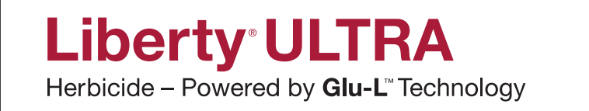 Liberty® ULTRA
Herbicide – Powered by Glu-L™ Technology